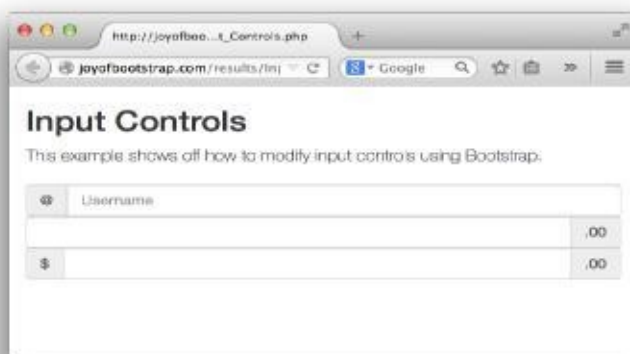 http://joyofboo...t_Controls.php
joyofbootstrap.com/results/Inj
Google
Input Controls
This example shows off how to modify input controls using Bootstrap.
@ Username
.00
$ .00